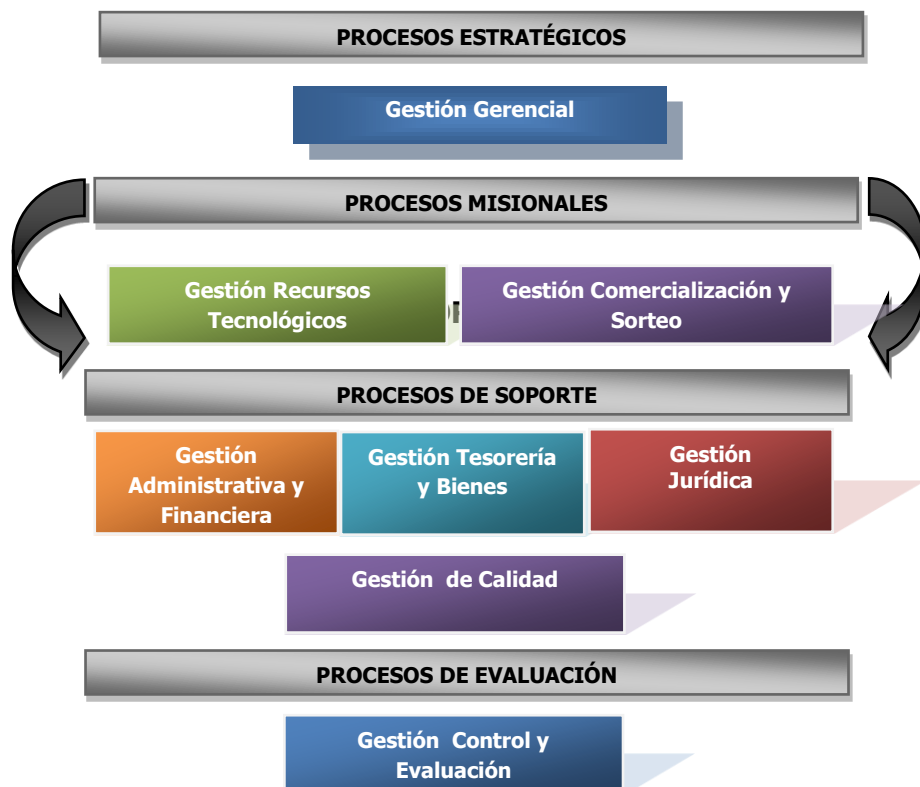 PROCESOS ESTRATÉGICOS
Gestión Gerencial
PROCESOS MISIONALES
Gestión Recursos
Tecnológicos
Gestión Comercialización y
Sorteo
PROCESOS DE SOPORTE
Gestión
Administrativa y
Financiera
Gestión Tesorería
y Bienes
Gestión
Jurídica
Gestión de Calidad
PROCESOS DE EVALUACIÓN
Gestión Control y
Evaluación